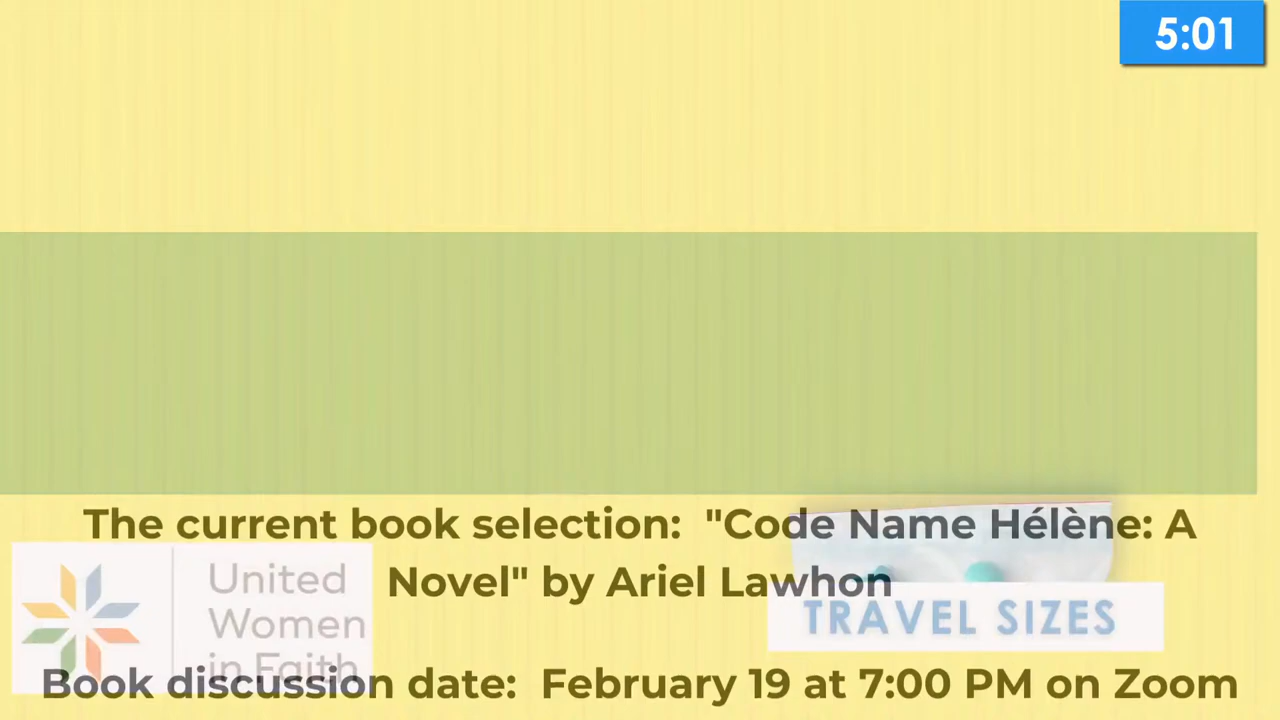 5:01
The current book selection:  "Code Name Hélène: A
Novel" by Ariel Lawhon
United
Women
in Faith
TRAVEL SIZES
Book discussion date:  February 19 at 7:00 PM on Zoom